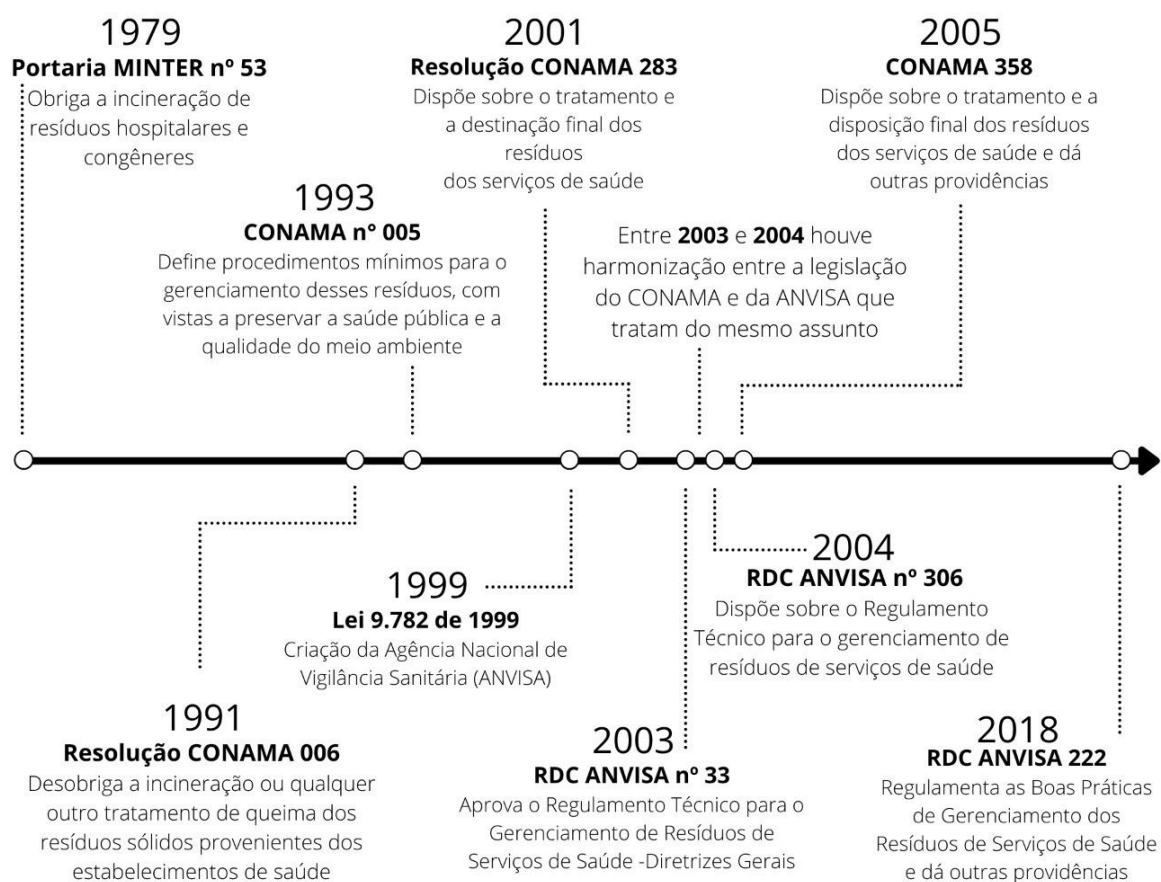 1979
Portaria MINTER nº 53
Obriga a incineração de
resíduos hospitalares e
congêneres
1993
CONAMA n° 005
Define procedimentos mínimos para o
gerenciamento desses resíduos, com
vistas a preservar a saúde pública e a
qualidade do meio ambiente
2001
Resolução CONAMA 283
Dispõe sobre o tratamento e
a destinação final dos
resíduos
dos serviços de saúde
Entre 2003 e 2004 houve
harmonização entre a legislação
do CONAMA e da ANVISA que
tratam do mesmo assunto
2005
CONAMA 358
Dispõe sobre o tratamento e a
disposição final dos resíduos
dos serviços de saúde e dá
outras providências
1991
Resolução CONAMA 006
Desobriga a incineração ou qualquer
outro tratamento de queima dos
resíduos sólidos provenientes dos
estabelecimentos de saúde
1999
Lei 9.782 de 1999
Criação da Agência Nacional de
Vigilância Sanitária (ANVISA)
2003
RDC ANVISA nº 33
Aprova o Regulamento Técnico para o
Gerenciamento de Resíduos de
Serviços de Saúde -Diretrizes Gerais
2004
RDC ANVISA nº 306
Dispõe sobre o Regulamento
Técnico para o gerenciamento de
resíduos de serviços de saúde
2018
RDC ANVISA 222
Regulamenta as Boas Práticas
de Gerenciamento dos
Resíduos de Serviços de Saúde
e dá outras providências